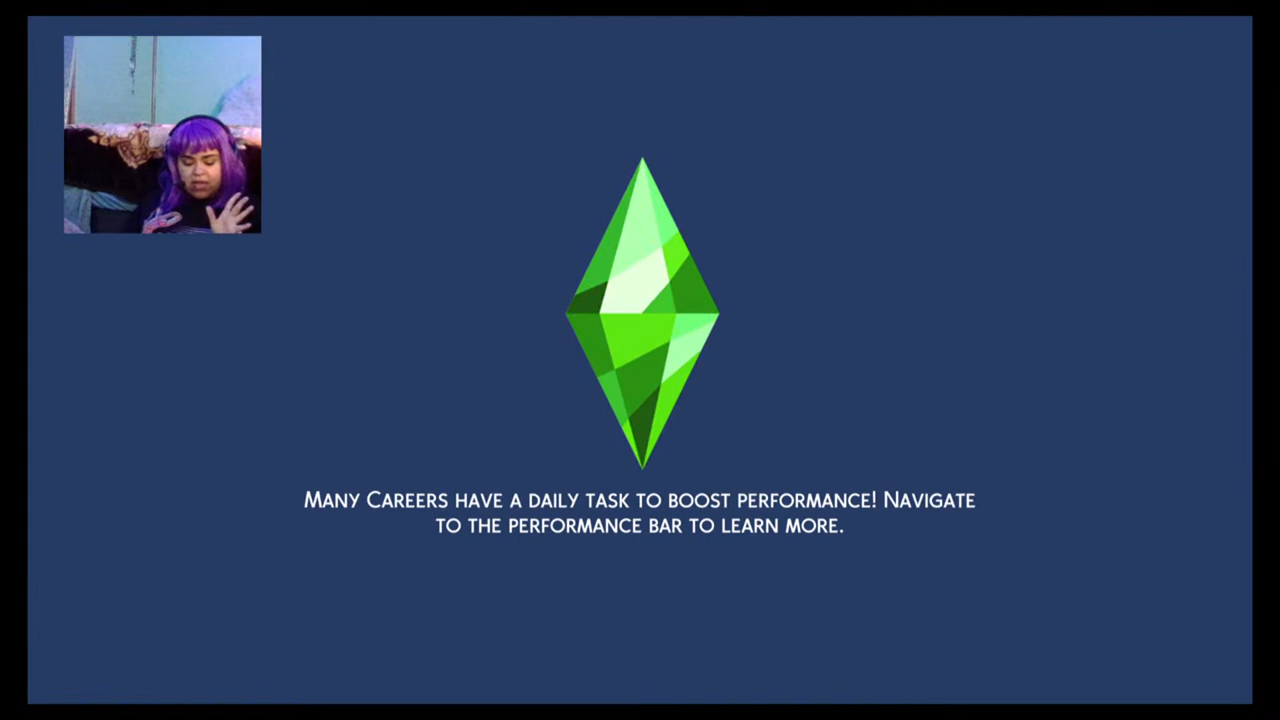 Many Careers have a daily task to boost performance! Navigate
to the performance bar to learn more.